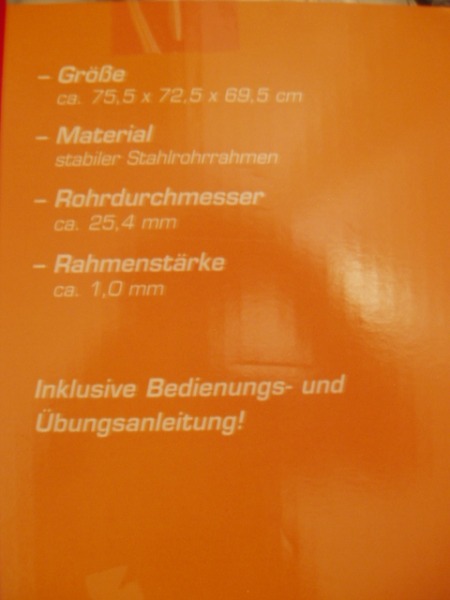 – Größe
ca. 75,5 x 72,5 x 69,5 cm
– Material
stabiler Stahlrohrrahmen
– Rohrdurchmesser
ca. 25,4 mm
– Rahmenstärke
ca. 1,0 mm
Inklusive Bedienungs- und
Übungsanleitung!